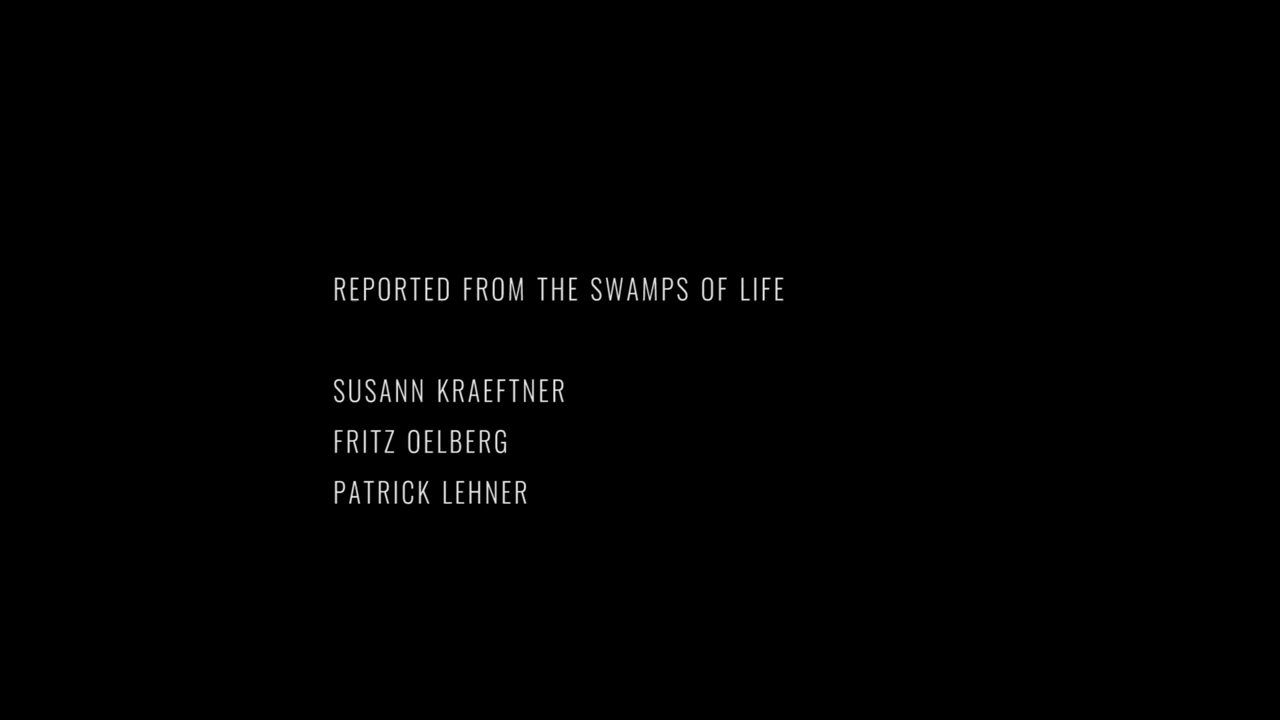 REPORTED FROM THE SWAMPS OF LIFE
SUSANN KRAEFTNER
FRITZ OELBERG
PATRICK LEHNER